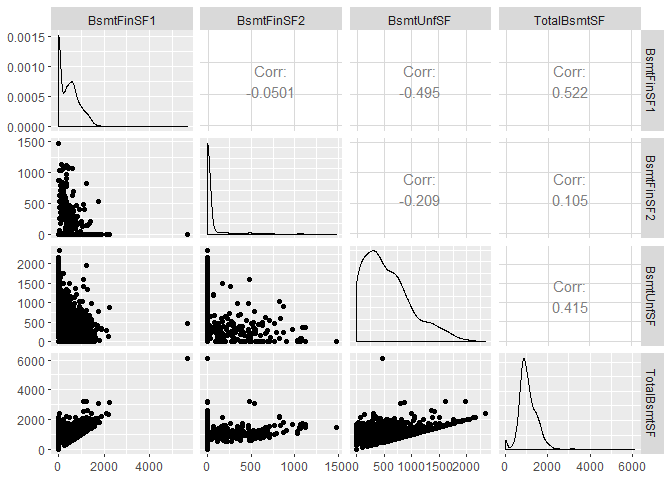 BsmtFinSF1 BsmtFinSF2 BsmtUnfSF TotalBsmtSF
0.0015
0.0010
0.0005
0.0000
Corr:
-0.0501
Corr:
-0.495
Corr:
0.522
BsmtFinSF1
1500
1000
500
0
Corr:
-0.209
Corr:
0.105
BsmtFinSF2
2000
1500
1000
500
0
Corr:
0.415
BsmtUnfSF
6000
4000
2000
0
TotalBsmtSF
0 2000 4000 0 500 1000 1500 0 500 1000 1500 2000 0 2000 4000 6000